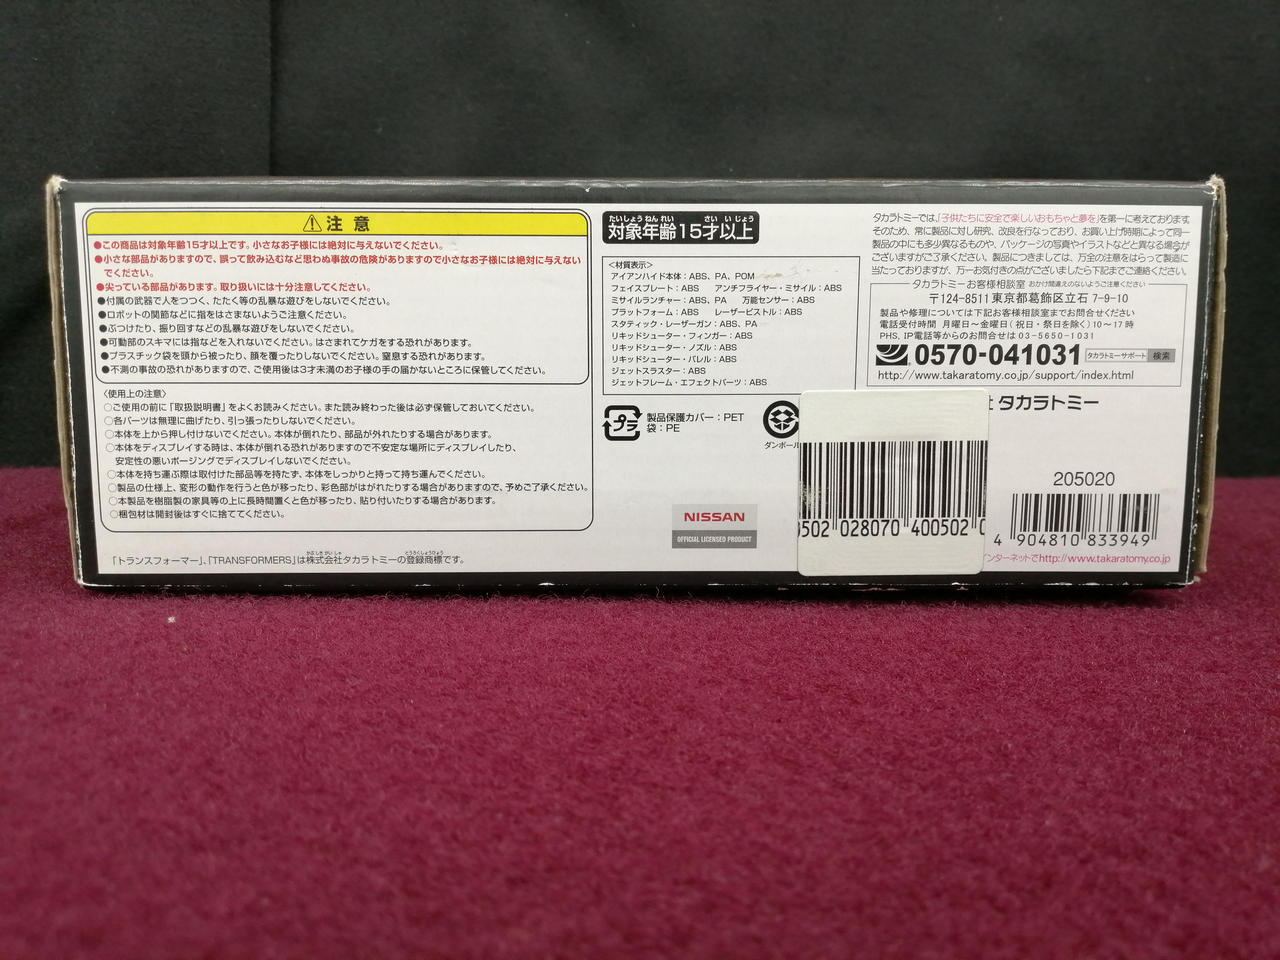 注意
●この商品は対象年齢15才以上です。小さなお子様には絶対に与えないでください。
●小さな部品がありますので、誤って飲み込むなど思わぬ事故の危険がありますので小さなお子様には絶対に与えない
でください。
●尖っている部品があります。取り扱いには十分注意してください。
●付属の武器で人をつつく、たたく等の乱暴な遊びをしないでください。
●ロボットの関節などに指をはさまないようご注意ください。
●ぶつけたり、振り回すなどの乱暴な遊びをしないでください。
●可動部のスキマには指などを入れないでください。はさまれてケガをする恐れがあります。
●プラスチック袋を頭から被ったり、顔を覆ったりしないでください。窒息する恐れがあります。
●不測の事故の恐れがありますので、ご使用後は3才未満のお子様の手の届かないところに保管してください。
〈使用上の注意〉
○ご使用の前に「取扱説明書」をよくお読みください。また読み終わった後は必ず保管しておいてください。
○各パーツは無理に曲げたり、引っ張ったりしないでください。
○本体を上から押し付けないでください。本体が倒れたり、部品が外れたりする場合があります。
○本体をディスプレイする時は、本体が倒れる恐れがありますので不安定な場所にディスプレイしたり、
安定性の悪いポージングでディスプレイしないでください。
○本体を持ち運ぶ際は取付けた部品等を持たず、本体をしっかりと持って持ち運んでください。
○製品の仕様上、変形の動作を行うと色が移ったり、彩色部がはがれたりする場合がありますので、予めご了承ください。
○本製品を樹脂製の家具等の上に長時間置くと色が移ったり、貼り付いたりする場合があります。
○梱包材は開封後はすぐに捨ててください。
かぶしきがいしゃ とうろくしょうひょう
「トランスフォーマー」、「TRANSFORMERS」は株式会社タカラトミーの登録商標です。
たいしょうねんれい さいいじょう
対象年齢15才以上
〈材質表示〉
アイアンハイド本体：ABS、PA、POM
フェイスプレート：ABS アンチフライヤー・ミサイル：ABS
ミサイルランチャー：ABS、PA 万能センサー：ABS
プラットフォーム：ABS レーザーピストル：ABS
スタティック・レーザーガン：ABS、PA
リキッドシューター・フィンガー：ABS
リキッドシューター・ノズル：ABS
リキッドシューター・バレル：ABS
ジェットスラスター：ABS
ジェットフレーム・エフェクトパーツ：ABS
プラ
製品保護カバー：PET
袋：PE
ダンボール
NISSAN
OFFICIAL LICENSED PRODUCT
タカラトミーでは、「子供たちに安全で楽しいおもちゃと夢を」を第一に考えております。
そのため、常に製品に対し研究、改良を行なっており、お買い上げ時期によって同一
製品の中にも多少異なるものや、パッケージの写真やイラストなどと異なる場合が
ございますがご了承ください。製品につきましては、万全の注意をはらって製造に
当たっておりますが、万一お気付きの点がございましたら下記までご連絡ください。
タカラトミーお客様相談室 おかけ間違えのないようご注意ください
〒124-8511 東京都葛飾区立石 7-9-10
製品や修理については下記お客様相談室までお問合せください
電話受付時間 月曜日～金曜日(祝日・祭日を除く)10～17時
PHS、IP電話等からのお問合せは03-5650-1031
0570-041031 タカラトミーサポート 検索
http://www.takaratomy.co.jp/support/index.html
社 タカラトミー
205020
0502 028070 400502 0
4 904810 833949
インターネットでhttp://www.takaratomy.co.jp